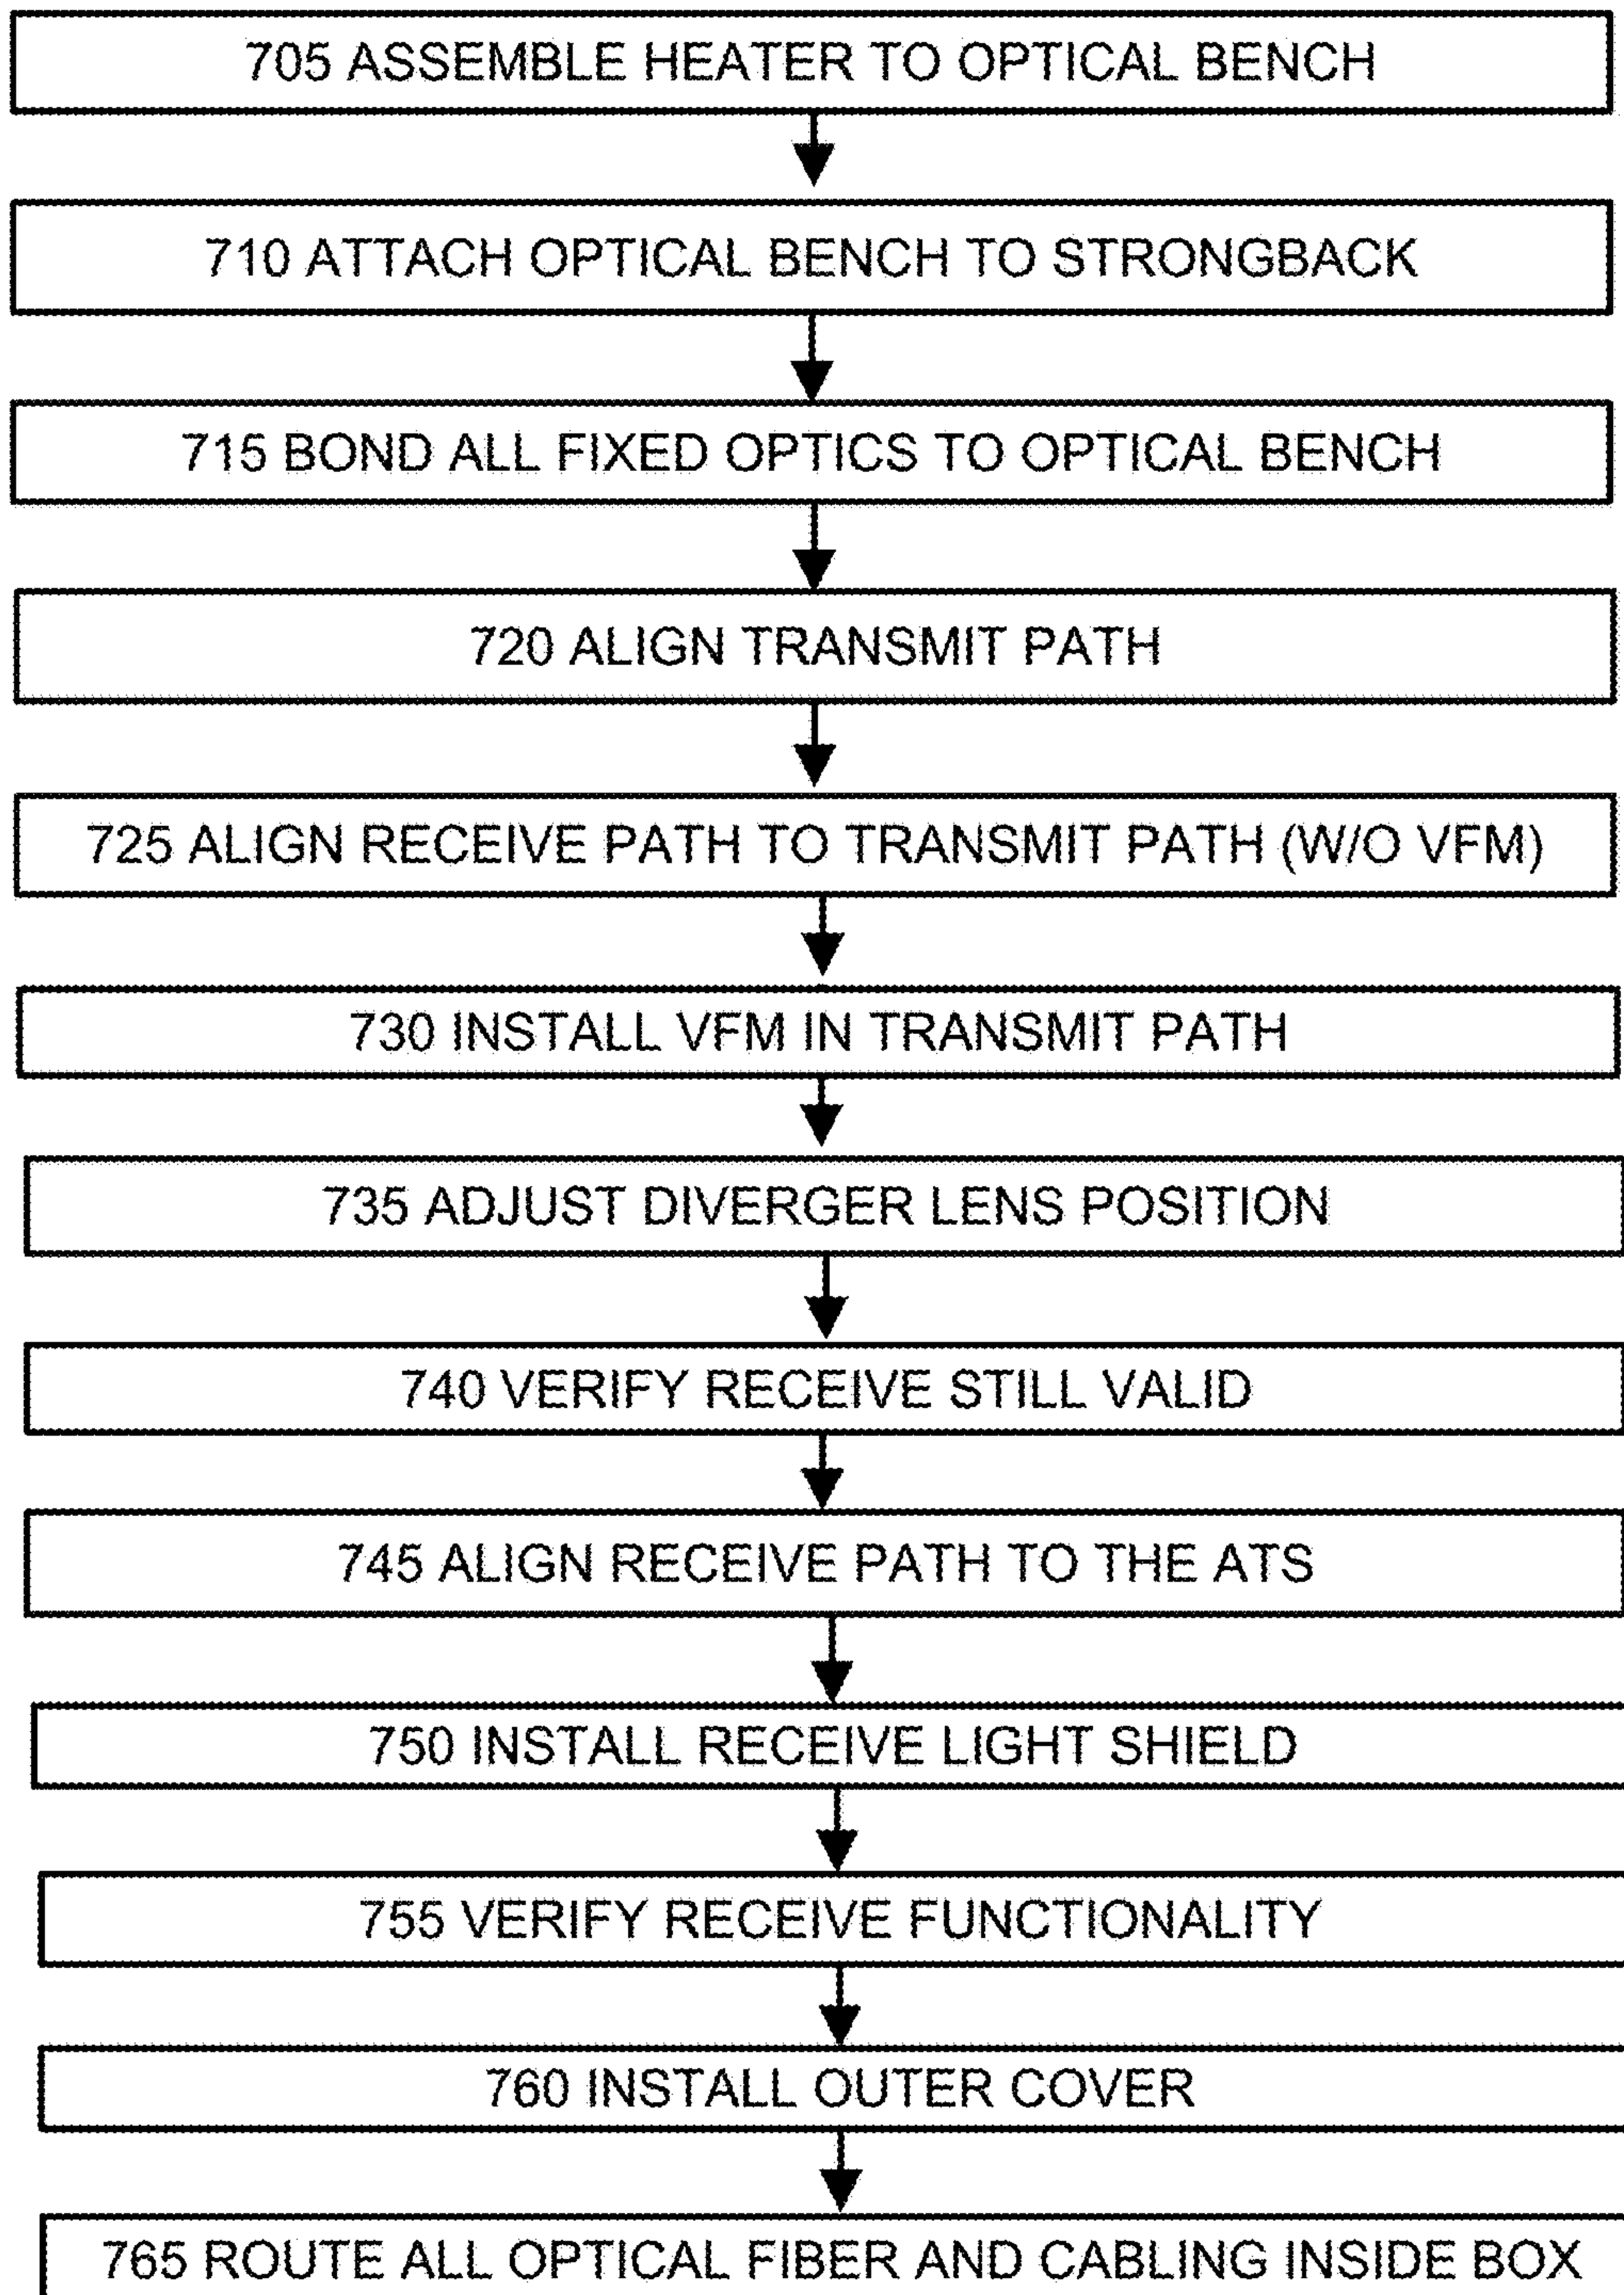 705 ASSEMBLE HEATER TO OPTICAL BENCH
710 ATTACH OPTICAL BENCH TO STRONGBACK
715 BOND ALL FIXED OPTICS TO OPTICAL BENCH
720 ALIGN TRANSMIT PATH
725 ALIGN RECEIVE PATH TO TRANSMIT PATH (W/O VFM)
730 INSTALL VFM IN TRANSMIT PATH
735 ADJUST DIVERGER LENS POSITION
740 VERIFY RECEIVE STILL VALID
745 ALIGN RECEIVE PATH TO THE ATS
750 INSTALL RECEIVE LIGHT SHIELD
755 VERIFY RECEIVE FUNCTIONALITY
760 INSTALL OUTER COVER
765 ROUTE ALL OPTICAL FIBER AND CABLING INSIDE BOX